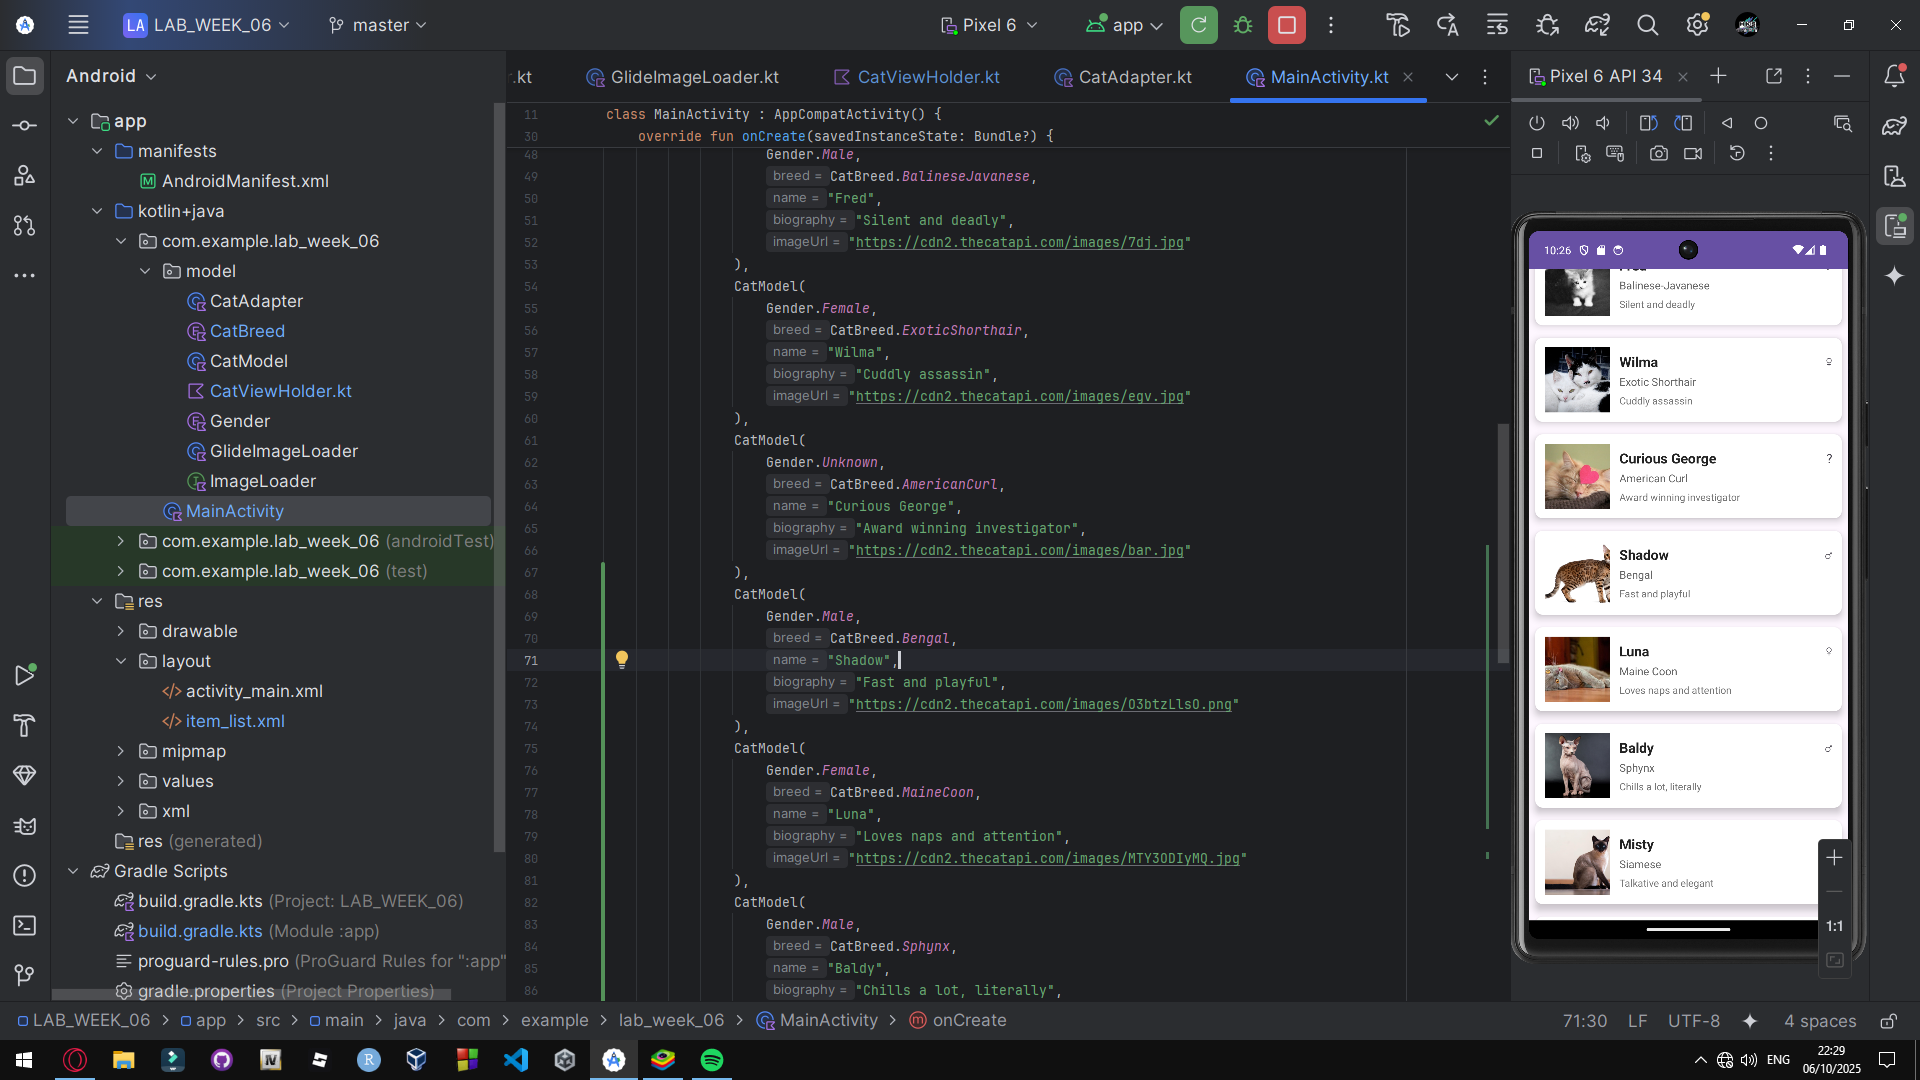 LA LAB_WEEK_06
master
Pixel 6
app
Android
app
manifests
AndroidManifest.xml
kotlin+java
com.example.lab_week_06
model
CatAdapter
CatBreed
CatModel
CatViewHolder.kt
Gender
GlideImageLoader
ImageLoader
MainActivity
com.example.lab_week_06 (androidTest)
com.example.lab_week_06 (test)
res
drawable
layout
activity_main.xml
item_list.xml
mipmap
values
xml
res (generated)
Gradle Scripts
build.gradle.kts (Project: LAB_WEEK_06)
build.gradle.kts (Module :app)
proguard-rules.pro (ProGuard Rules for ":app"
gradle.properties (Project Properties)
.kt
GlideImageLoader.kt
CatViewHolder.kt
CatAdapter.kt
MainActivity.kt
11 class MainActivity : AppCompatActivity() {
30 override fun onCreate(savedInstanceState: Bundle?) {
48 Gender.Male,
49 breed = CatBreed.BalineseJavanese,
50 name = "Fred",
51 biography = "Silent and deadly",
52 imageUrl = "https://cdn2.thecatapi.com/images/7dj.jpg"
53 ),
54 CatModel(
55 Gender.Female,
56 breed = CatBreed.ExoticShorthair,
57 name = "Wilma",
58 biography = "Cuddly assassin",
59 imageUrl = "https://cdn2.thecatapi.com/images/egv.jpg"
60 ),
61 CatModel(
62 Gender.Unknown,
63 breed = CatBreed.AmericanCurl,
64 name = "Curious George",
65 biography = "Award winning investigator",
66 imageUrl = "https://cdn2.thecatapi.com/images/bar.jpg"
67 ),
68 CatModel(
69 Gender.Male,
70 breed = CatBreed.Bengal,
71 name = "Shadow",
72 biography = "Fast and playful",
73 imageUrl = "https://cdn2.thecatapi.com/images/O3btzLlsO.png"
74 ),
75 CatModel(
76 Gender.Female,
77 breed = CatBreed.MaineCoon,
78 name = "Luna",
79 biography = "Loves naps and attention",
80 imageUrl = "https://cdn2.thecatapi.com/images/MTY3ODIyMQ.jpg"
81 ),
82 CatModel(
83 Gender.Male,
84 breed = CatBreed.Sphynx,
85 name = "Baldy",
86 biography = "Chills a lot, literally",
Pixel 6 API 34
10:26
Balinese-Javanese
Silent and deadly
Wilma ♀
Exotic Shorthair
Cuddly assassin
Curious George ?
American Curl
Award winning investigator
Shadow ♂
Bengal
Fast and playful
Luna ♀
Maine Coon
Loves naps and attention
Baldy ♂
Sphynx
Chills a lot, literally
Misty
Siamese
Talkative and elegant
1:1
LAB_WEEK_06 > app > src > main > java > com > example > lab_week_06 > MainActivity > onCreate
71:30 LF UTF-8 4 spaces
ENG
22:29
06/10/2025